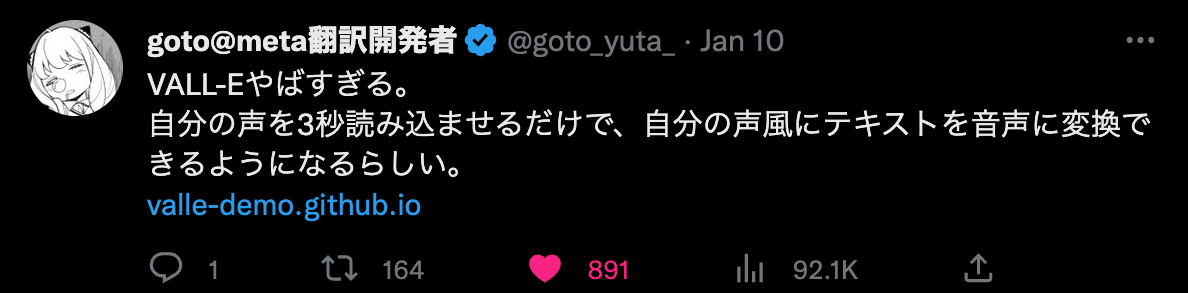 goto@meta翻訳開発者 @goto_yuta_ · Jan 10
VALL-Eやばすぎる。
自分の声を3秒読み込ませるだけで、自分の声風にテキストを音声に変換で
きるようになるらしい。
valle-demo.github.io
1 164 891 92.1K